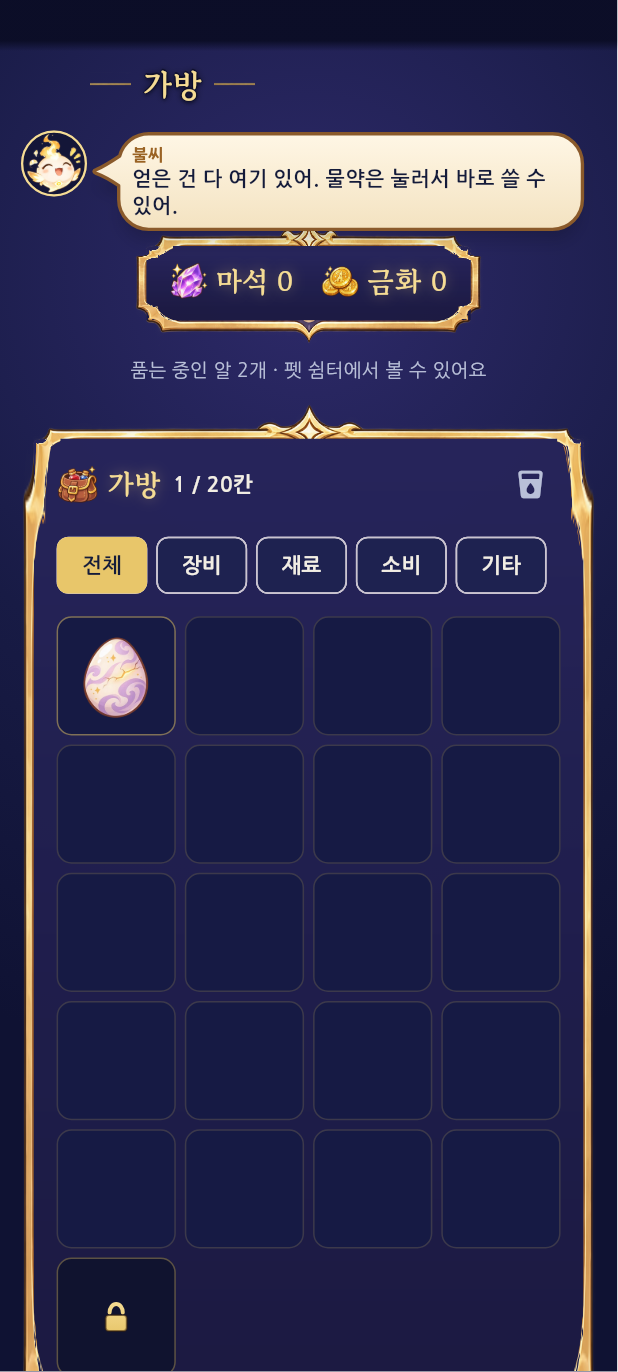 가방
불씨
얻은 건 다 여기 있어. 물약은 눌러서 바로 쓸 수
있어.
마석 0 금화 0
품는 중인 알 2개 · 펫 쉼터에서 볼 수 있어요
가방 1 / 20칸
전체 장비 재료 소비 기타